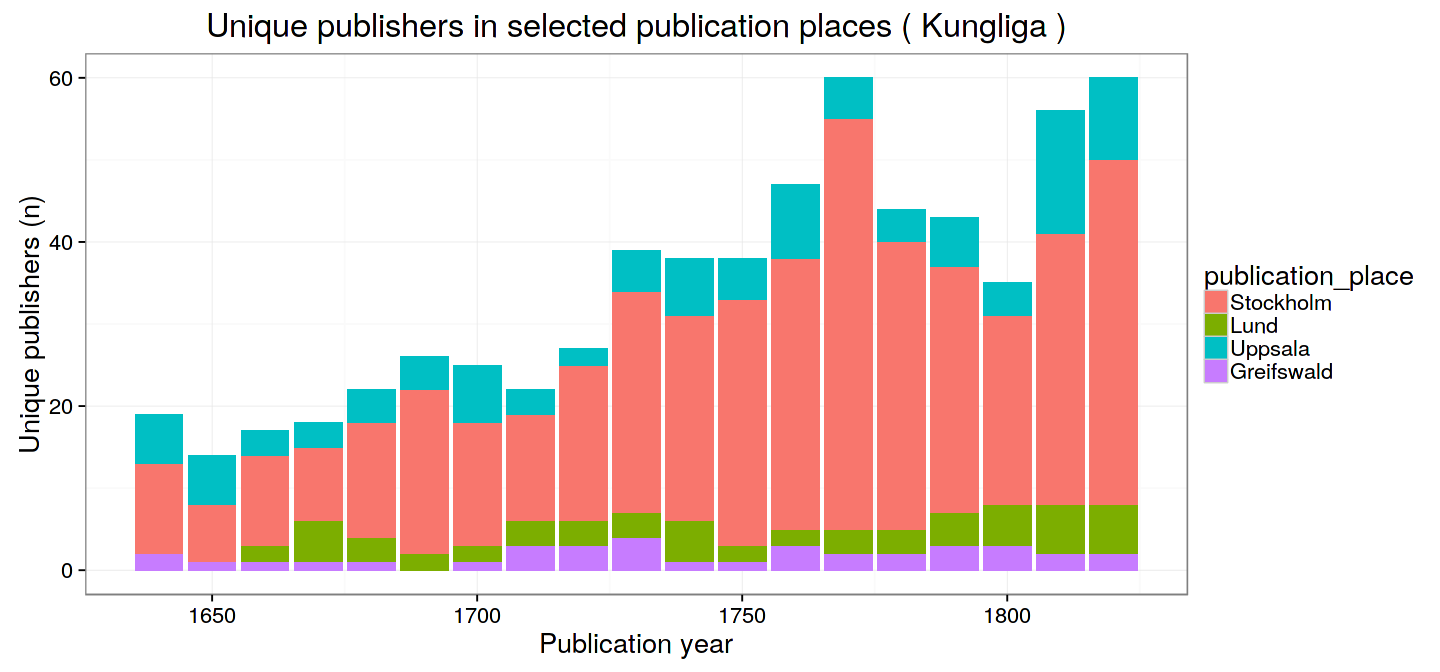 Unique publishers in selected publication places ( Kungliga )
Unique publishers (n)
60
40
20
0
1650
1700
1750
1800
Publication year
publication_place
Stockholm
Lund
Uppsala
Greifswald